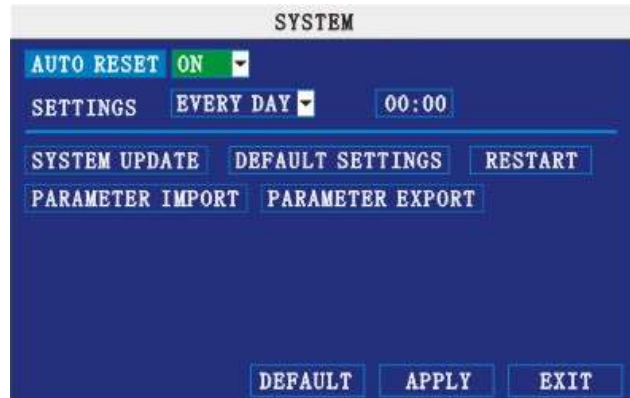 SYSTEM
AUTO RESET ON
SETTINGS EVERY DAY 00:00
SYSTEM UPDATE DEFAULT SETTINGS RESTART
PARAMETER IMPORT PARAMETER EXPORT
DEFAULT APPLY EXIT